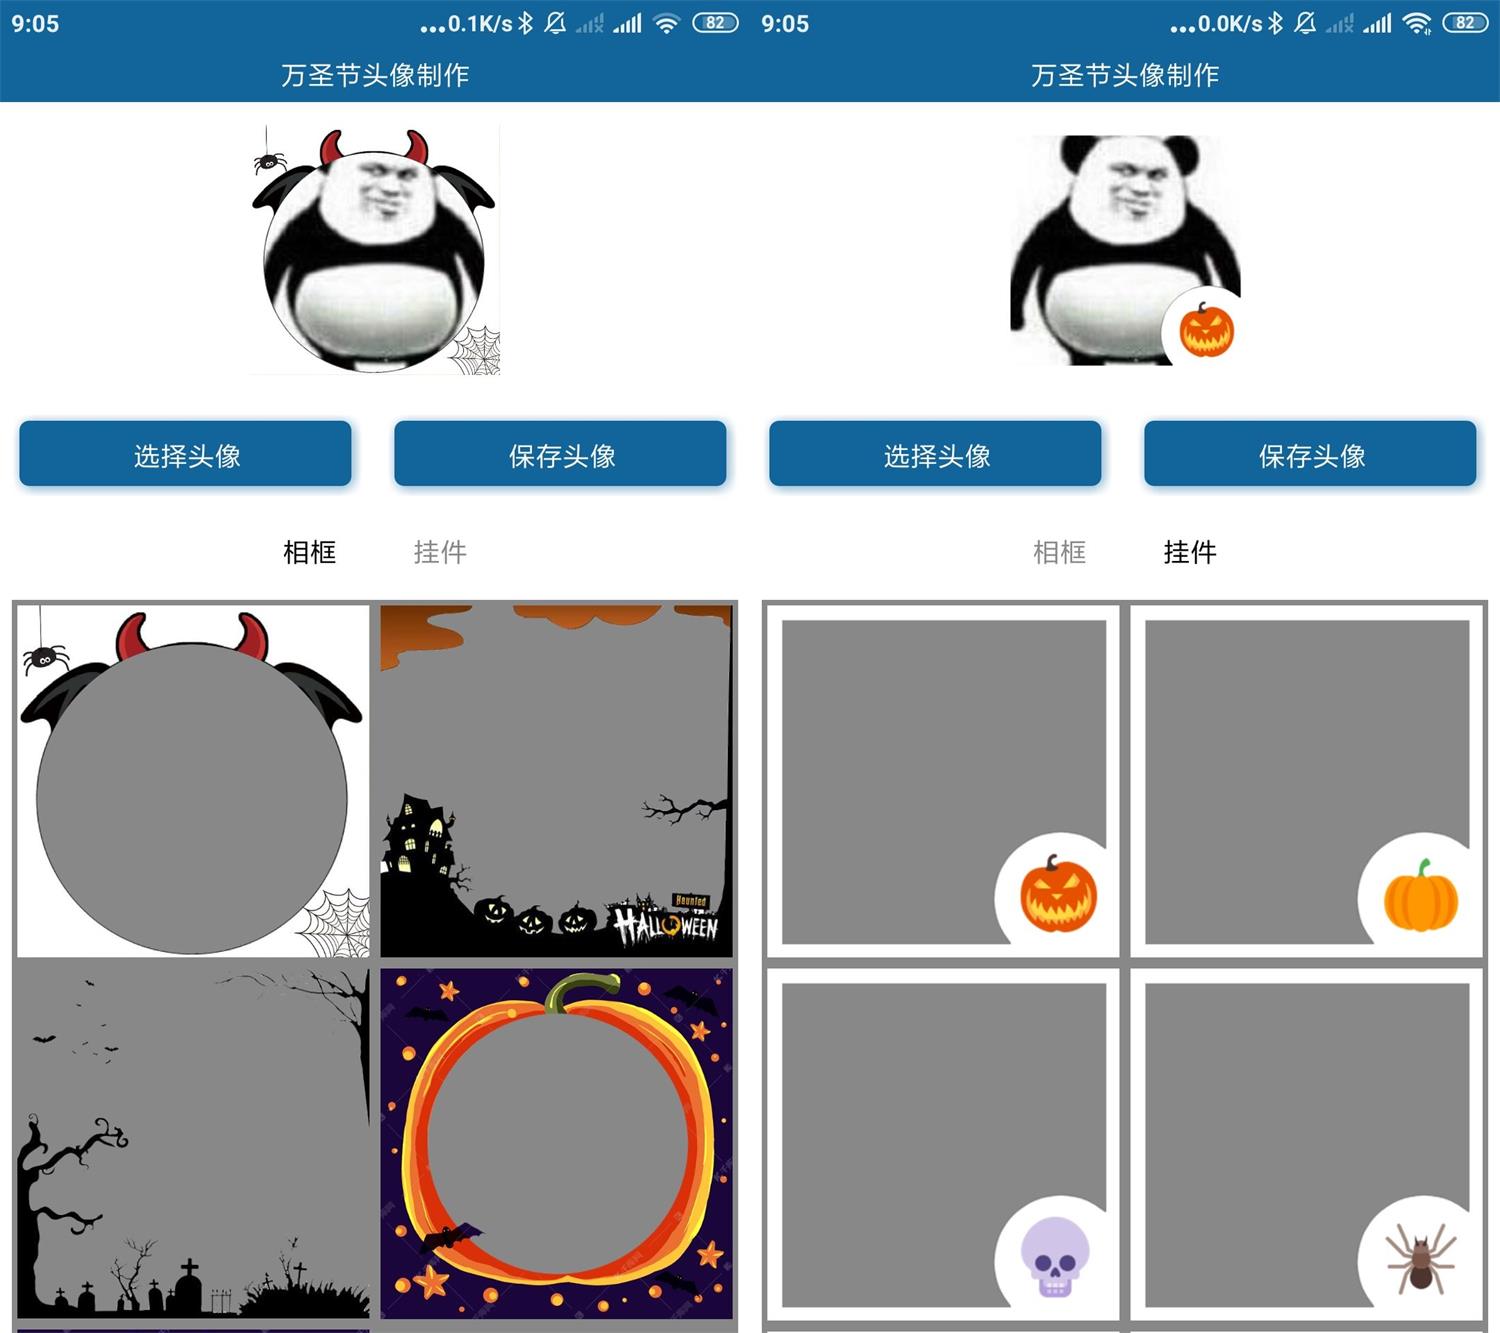 9:05
...0.1K/s
82
万圣节头像制作
选择头像
保存头像
相框
挂件
Haunted
HALLOWEEN
9:05
...0.0K/s
82
万圣节头像制作
选择头像
保存头像
相框
挂件